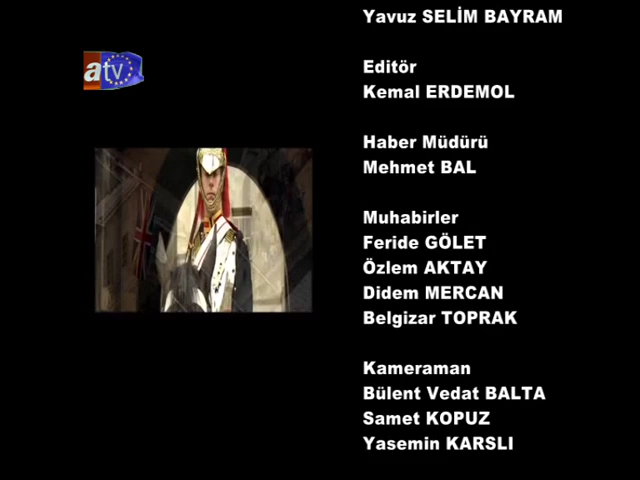 Yavuz SELİM BAYRAM
atv
Editör
Kemal ERDEMOL
Haber Müdürü
Mehmet BAL
Muhabirler
Feride GÖLET
Özlem AKTAY
Didem MERCAN
Belgizar TOPRAK
Kameraman
Bülent Vedat BALTA
Samet KOPUZ
Yasemin KARSLI